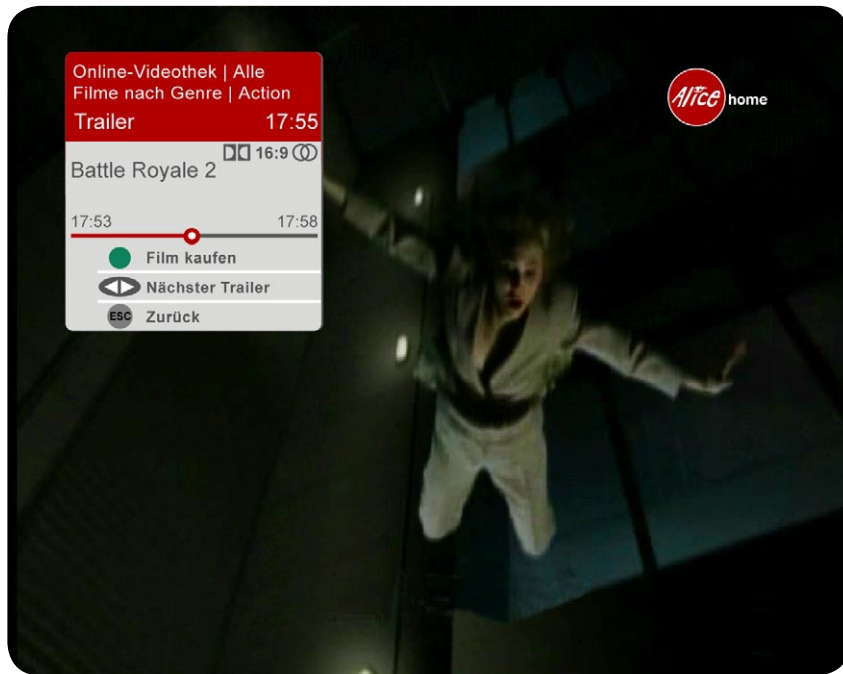 Online-Videothek | Alle
Filme nach Genre | Action
Trailer 17:55
16:9
Battle Royale 2
17:53 17:58
Film kaufen
Nächster Trailer
ESC Zurück
Alice home